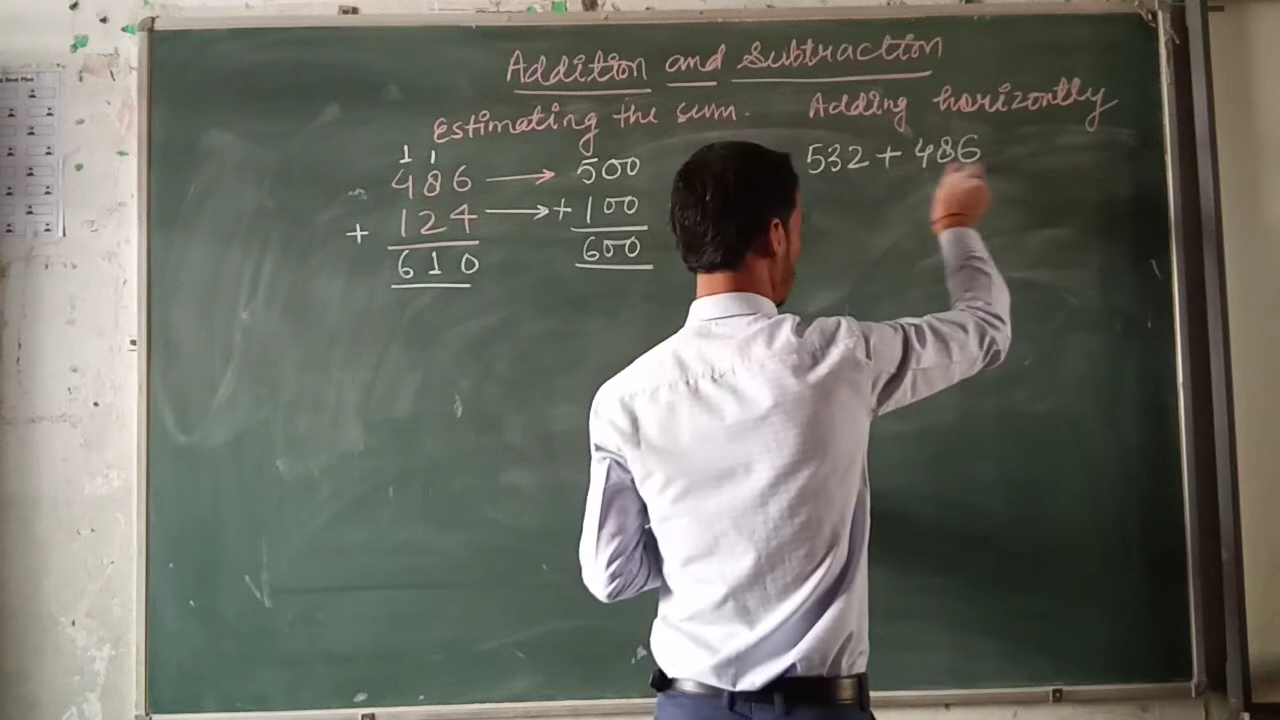 Addition and Subtraction
Estimating the sum.
1 1
486 → 500
+ 124 → + 100
610 600
Adding horizontly
532 + 486